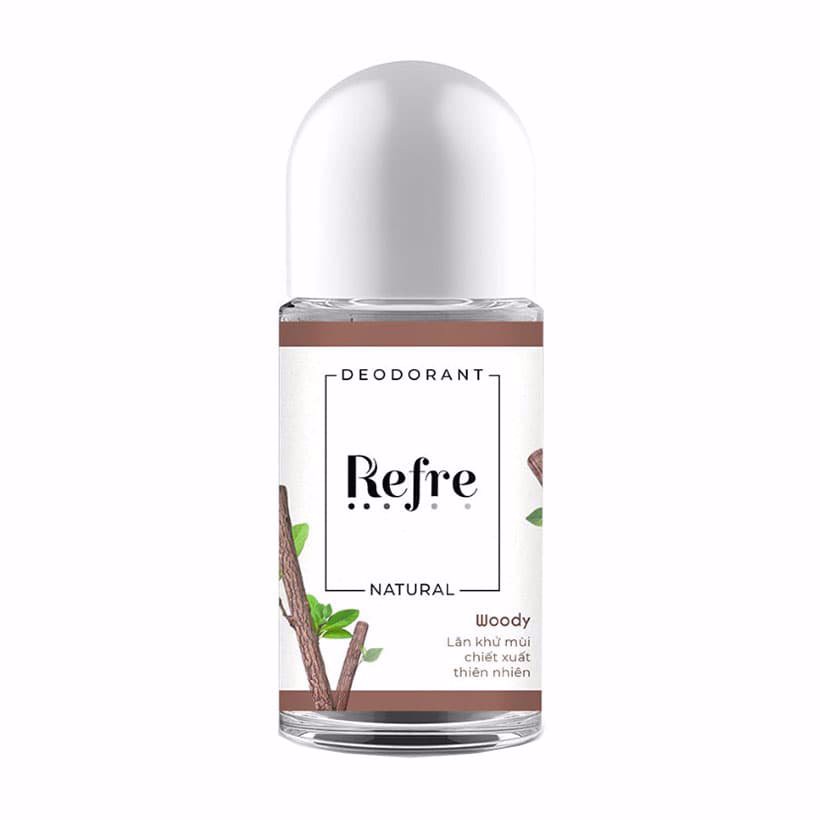 DEODORANT
Refre
NATURAL
Woody
Lăn khử mùi
chiết xuất
thiên nhiên